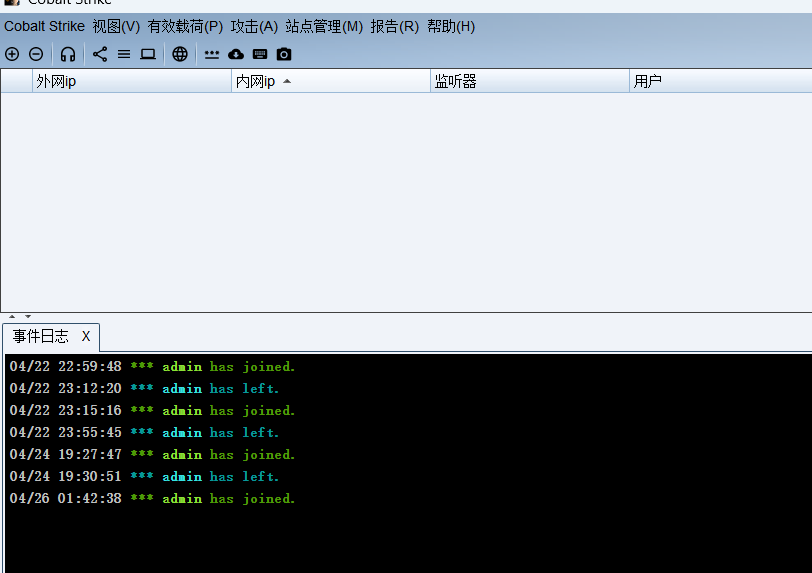 Cobalt Strike
Cobalt Strike 视图(V) 有效载荷(P) 攻击(A) 站点管理(M) 报告(R) 帮助(H)
外网ip 内网ip 监听器 用户
事件日志 X
04/22 22:59:48 *** admin has joined.
04/22 23:12:20 *** admin has left.
04/22 23:15:16 *** admin has joined.
04/22 23:55:45 *** admin has left.
04/24 19:27:47 *** admin has joined.
04/24 19:30:51 *** admin has left.
04/26 01:42:38 *** admin has joined.